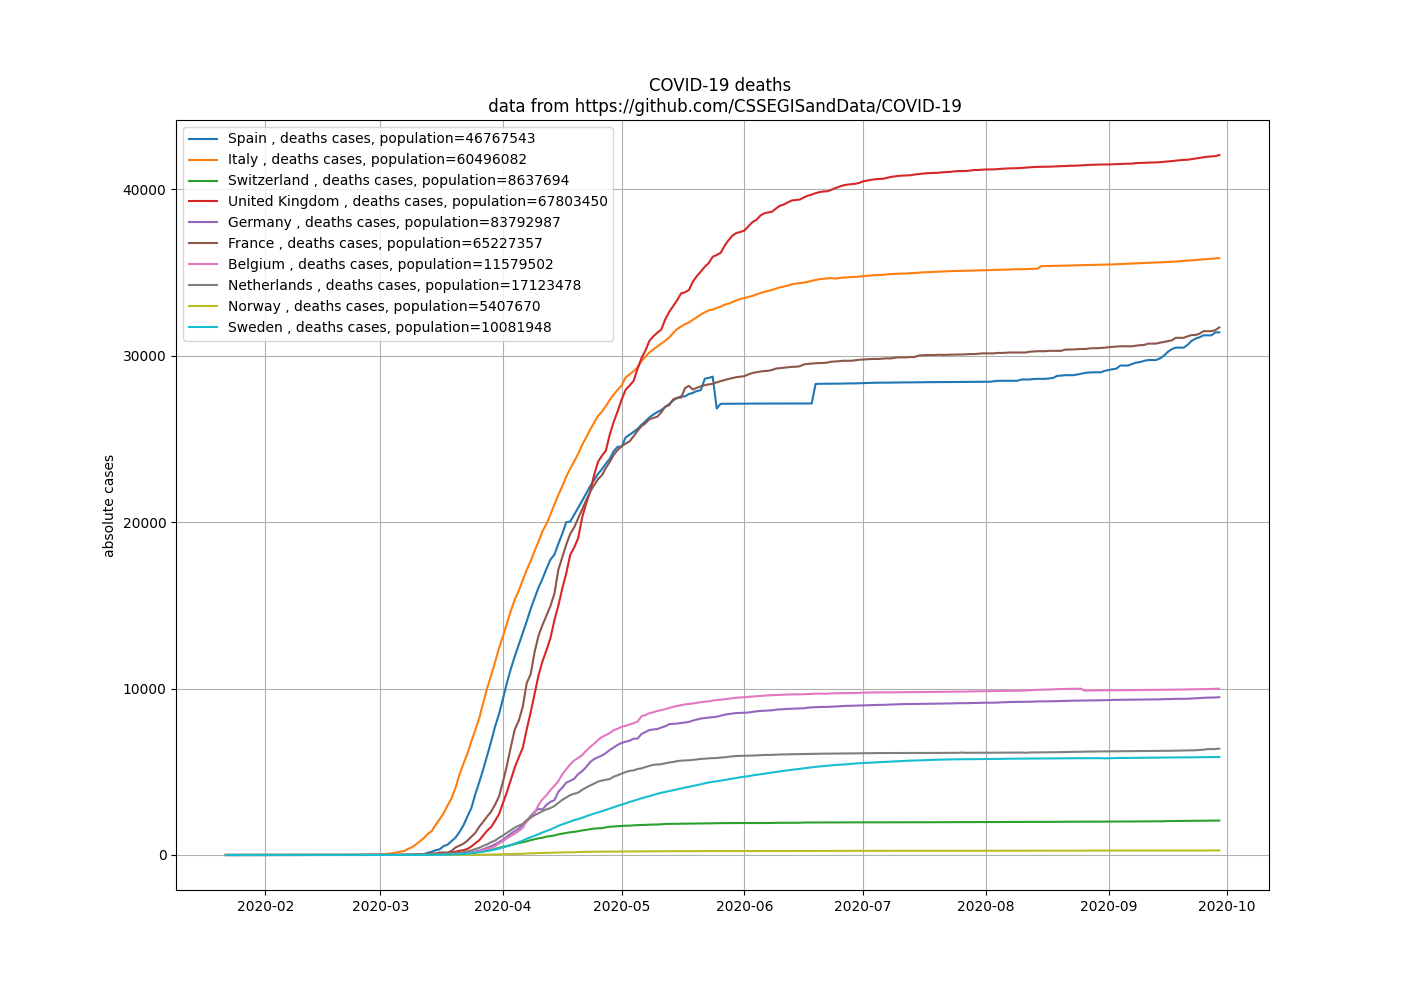 COVID-19 deaths
data from https://github.com/CSSEGISandData/COVID-19
Spain , deaths cases, population=46767543
Italy , deaths cases, population=60496082
Switzerland , deaths cases, population=8637694
United Kingdom , deaths cases, population=67803450
Germany , deaths cases, population=83792987
France , deaths cases, population=65227357
Belgium , deaths cases, population=11579502
Netherlands , deaths cases, population=17123478
Norway , deaths cases, population=5407670
Sweden , deaths cases, population=10081948
absolute cases
40000
30000
20000
10000
0
2020-02 2020-03 2020-04 2020-05 2020-06 2020-07 2020-08 2020-09 2020-10